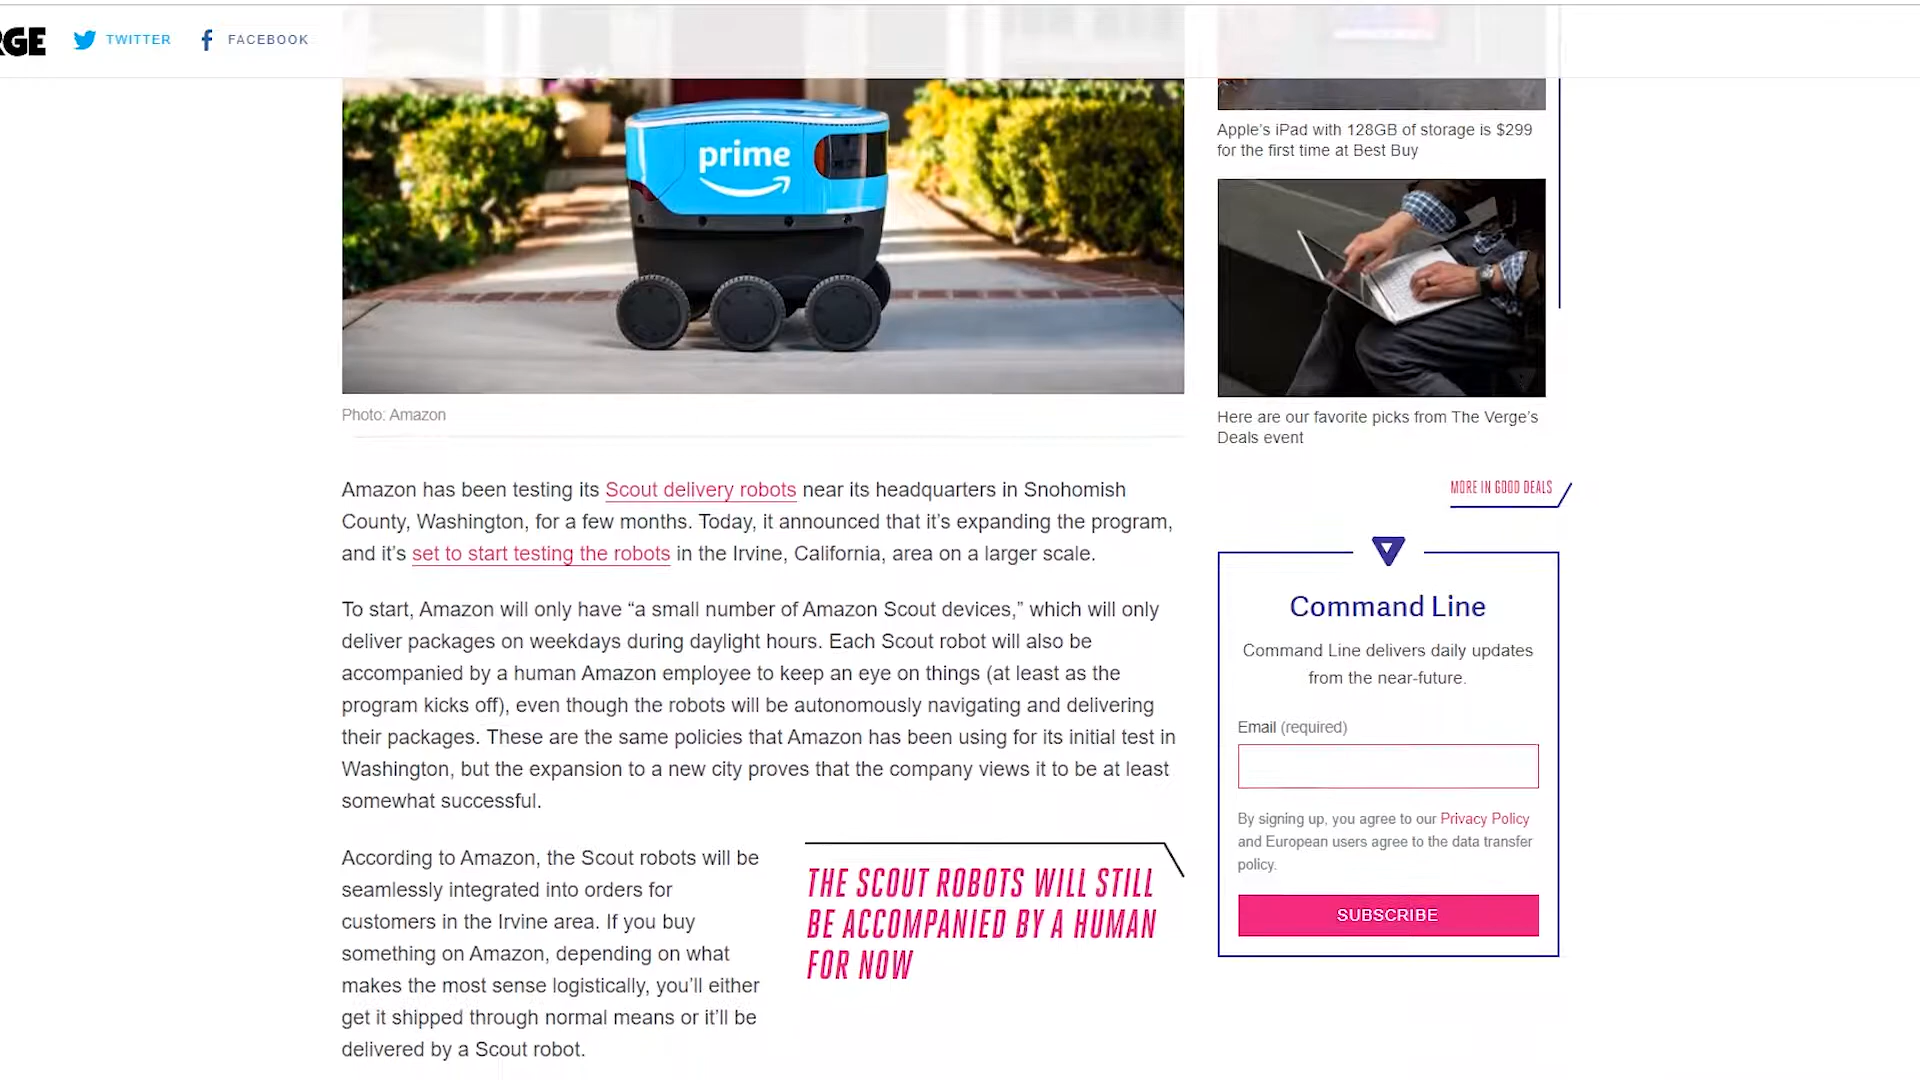 RGE
TWITTER
FACEBOOK
prime
Apple’s iPad with 128GB of storage is $299
for the first time at Best Buy
Photo: Amazon
Here are our favorite picks from The Verge’s
Deals event
MORE IN GOOD DEALS
Amazon has been testing its Scout delivery robots near its headquarters in Snohomish
County, Washington, for a few months. Today, it announced that it’s expanding the program,
and it’s set to start testing the robots in the Irvine, California, area on a larger scale.
To start, Amazon will only have “a small number of Amazon Scout devices,” which will only
deliver packages on weekdays during daylight hours. Each Scout robot will also be
accompanied by a human Amazon employee to keep an eye on things (at least as the
program kicks off), even though the robots will be autonomously navigating and delivering
their packages. These are the same policies that Amazon has been using for its initial test in
Washington, but the expansion to a new city proves that the company views it to be at least
somewhat successful.
According to Amazon, the Scout robots will be
seamlessly integrated into orders for
customers in the Irvine area. If you buy
something on Amazon, depending on what
makes the most sense logistically, you’ll either
get it shipped through normal means or it’ll be
delivered by a Scout robot.
THE SCOUT ROBOTS WILL STILL
BE ACCOMPANIED BY A HUMAN
FOR NOW
Command Line
Command Line delivers daily updates
from the near-future.
Email (required)
By signing up, you agree to our Privacy Policy
and European users agree to the data transfer
policy.
SUBSCRIBE